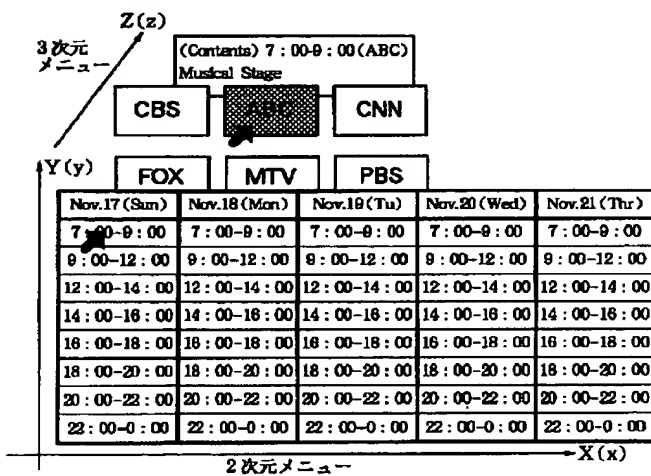 Z(z)
3次元
メニュー
(Contents) 7:00-9:00(ABC)
Musical Stage
CBS ABC CNN
Y(y)
FOX MTV PBS
Nov.17(Sun) Nov.18(Mon) Nov.19(Tu) Nov.20(Wed) Nov.21(Thr)
7:00-9:00 7:00-9:00 7:00-9:00 7:00-9:00 7:00-9:00
9:00-12:00 9:00-12:00 9:00-12:00 9:00-12:00 9:00-12:00
12:00-14:00 12:00-14:00 12:00-14:00 12:00-14:00 12:00-14:00
14:00-16:00 14:00-16:00 14:00-16:00 14:00-16:00 14:00-16:00
16:00-18:00 16:00-18:00 16:00-18:00 16:00-18:00 16:00-18:00
18:00-20:00 18:00-20:00 18:00-20:00 18:00-20:00 18:00-20:00
20:00-22:00 20:00-22:00 20:00-22:00 20:00-22:00 20:00-22:00
22:00-0:00 22:00-0:00 22:00-0:00 22:00-0:00 22:00-0:00
X(x)
2次元メニュー